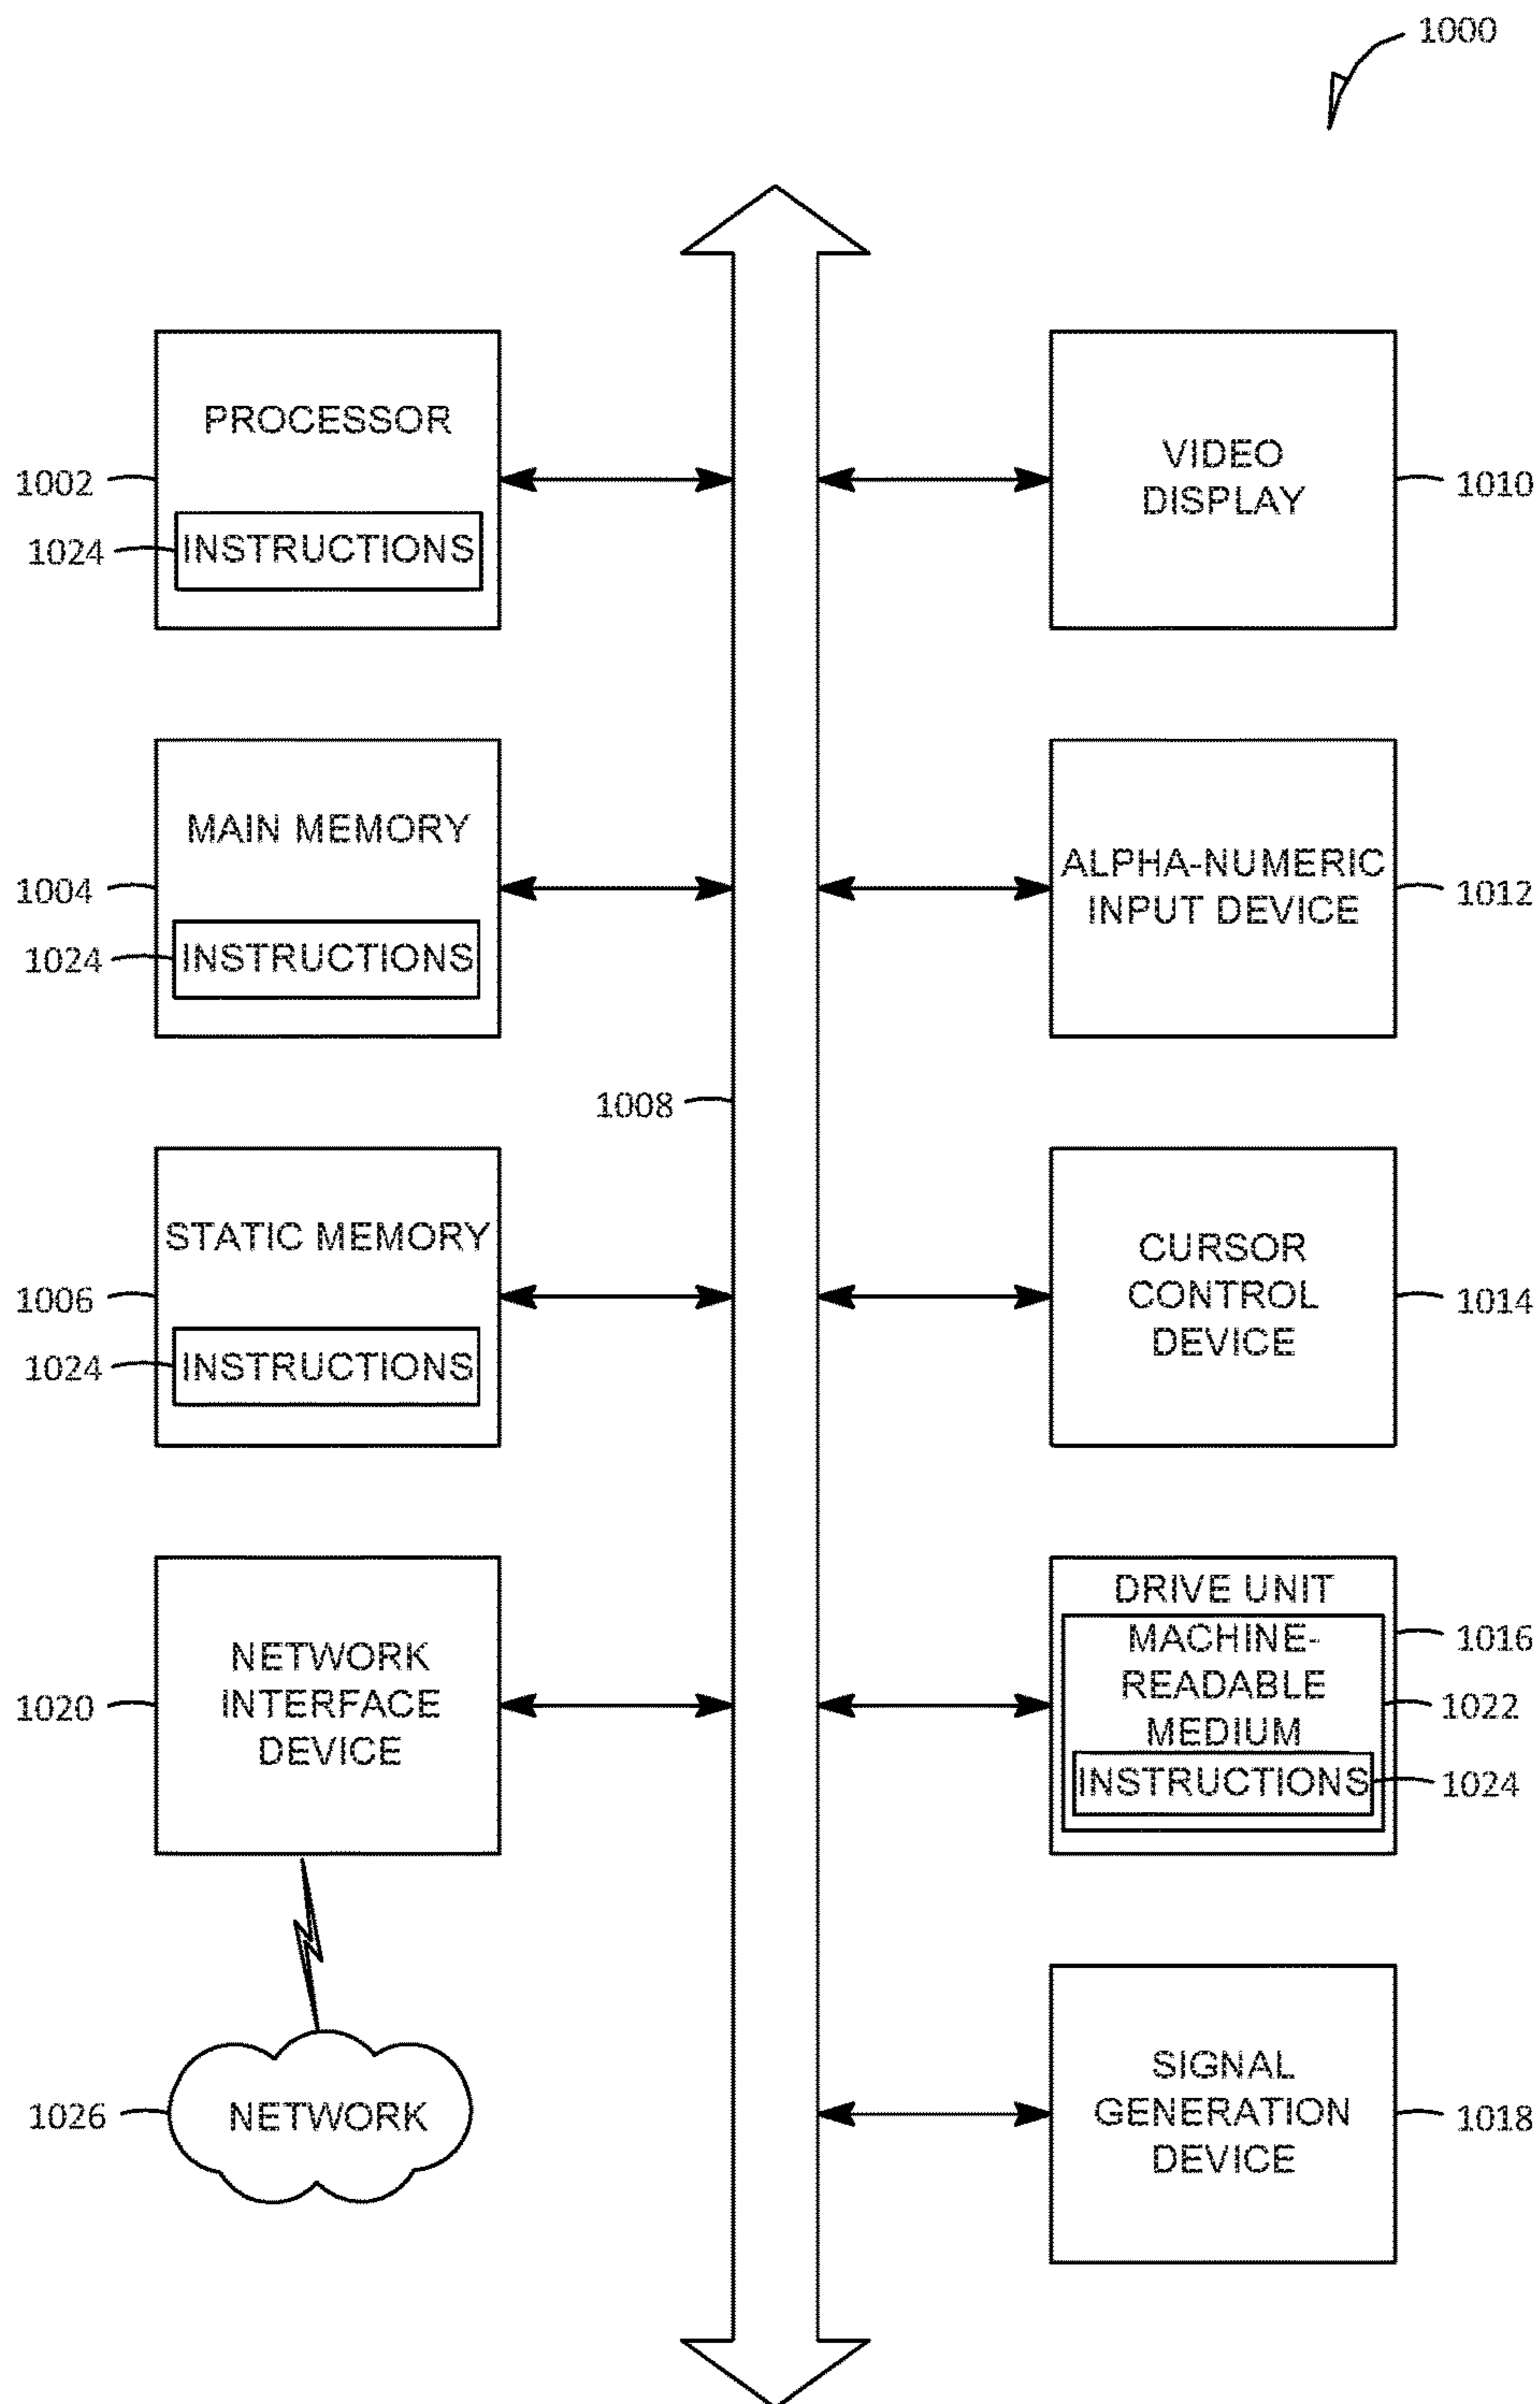 1000
PROCESSOR
1002
1024
INSTRUCTIONS
VIDEO
DISPLAY
1010
MAIN MEMORY
1004
1024
INSTRUCTIONS
ALPHA-NUMERIC
INPUT DEVICE
1012
1008
STATIC MEMORY
1006
1024
INSTRUCTIONS
CURSOR
CONTROL
DEVICE
1014
NETWORK
INTERFACE
DEVICE
1020
DRIVE UNIT
1016
MACHINE-
READABLE
MEDIUM
1022
INSTRUCTIONS
1024
NETWORK
1026
SIGNAL
GENERATION
DEVICE
1018